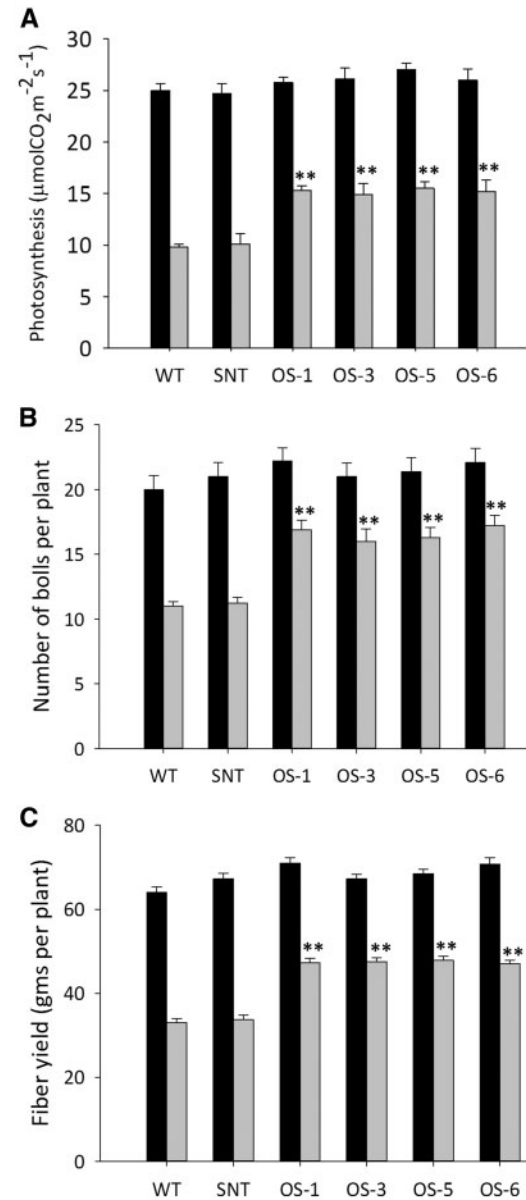 A
Photosynthesis (μmolCO₂m⁻²s⁻¹)
30
25
20
15
10
5
0
** ** ** **
WT SNT OS-1 OS-3 OS-5 OS-6
B
Number of bolls per plant
25
20
15
10
5
0
** ** ** **
WT SNT OS-1 OS-3 OS-5 OS-6
C
Fiber yield (gms per plant)
80
60
40
20
0
** ** ** **
WT SNT OS-1 OS-3 OS-5 OS-6